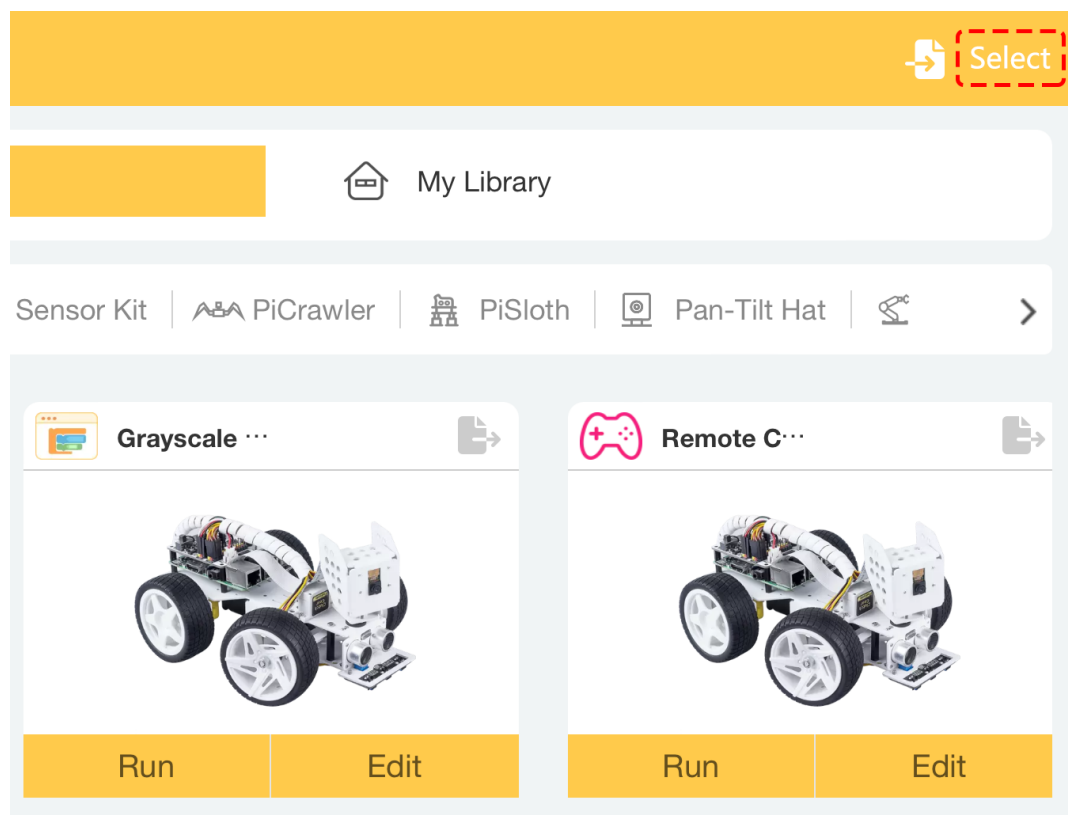 Select
My Library
Sensor Kit PiCrawler PiSloth Pan-Tilt Hat
Grayscale ··· Remote C···
Run Edit Run Edit